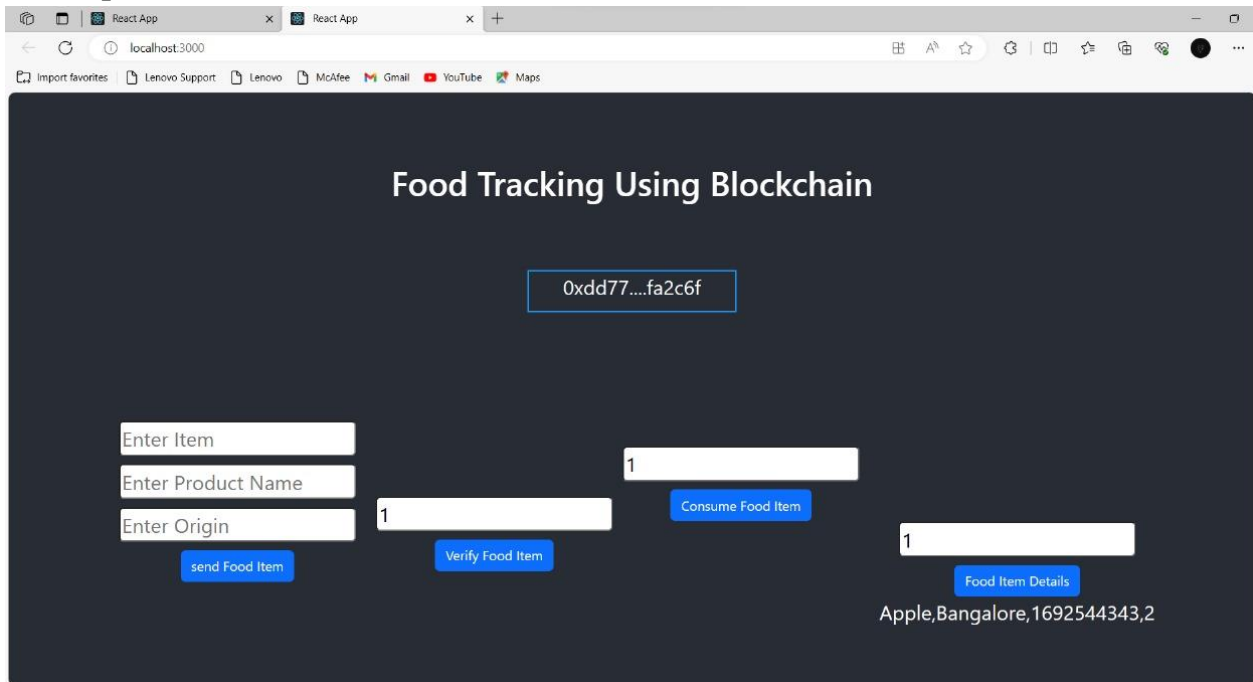 React App
React App
localhost:3000
Import favorites
Lenovo Support
Lenovo
McAfee
Gmail
YouTube
Maps
Food Tracking Using Blockchain
0xdd77....fa2c6f
Enter Item
Enter Product Name
Enter Origin
send Food Item
1
Verify Food Item
1
Consume Food Item
1
Food Item Details
Apple,Bangalore,1692544343,2